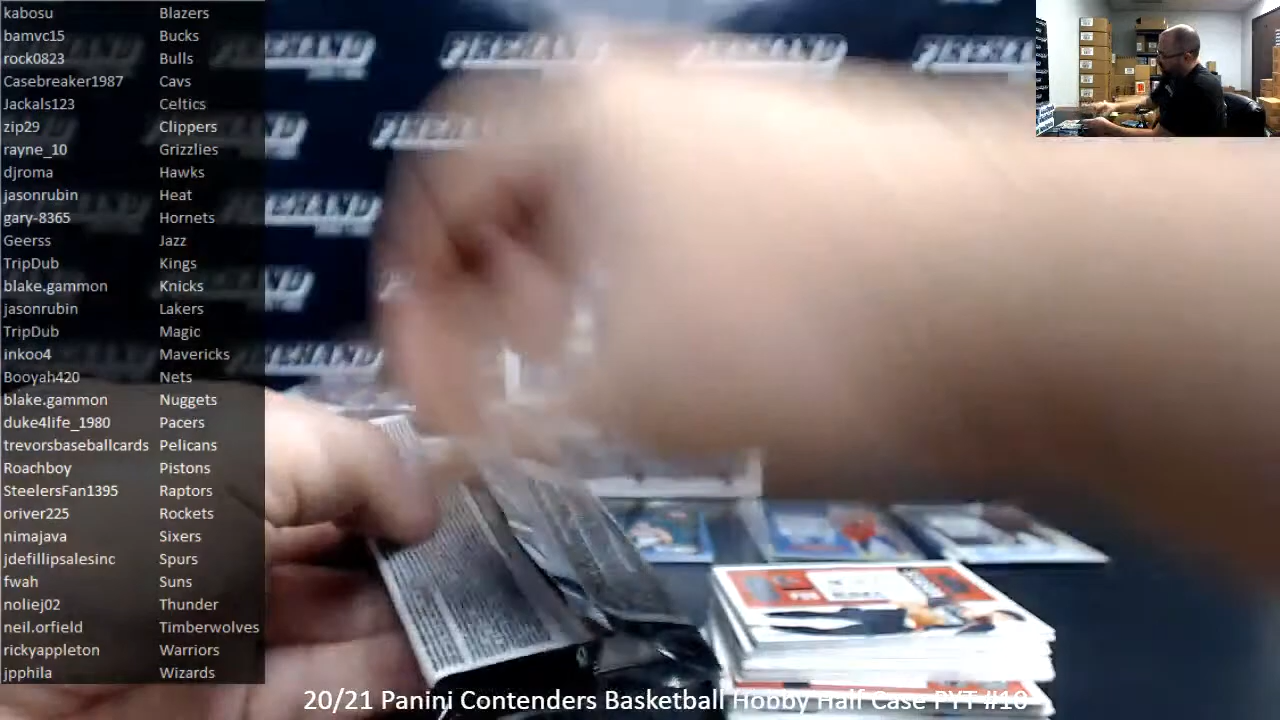 kabosu Blazers
bamvc15 Bucks
rock0823 Bulls
Casebreaker1987 Cavs
Jackals123 Celtics
zip29 Clippers
rayne_10 Grizzlies
djroma Hawks
jasonrubin Heat
gary-8365 Hornets
Geerss Jazz
TripDub Kings
blake.gammon Knicks
jasonrubin Lakers
TripDub Magic
inkoo4 Mavericks
Booyah420 Nets
blake.gammon Nuggets
duke4life_1980 Pacers
trevorsbaseballcards Pelicans
Roachboy Pistons
SteelersFan1395 Raptors
oriver225 Rockets
nimajava Sixers
jdefillipsalesinc Spurs
fwah Suns
noliej02 Thunder
neil.orfield Timberwolves
rickyappleton Warriors
jpphila Wizards
20/21 Panini Contenders Basketball Hobby Half Case PYT #10